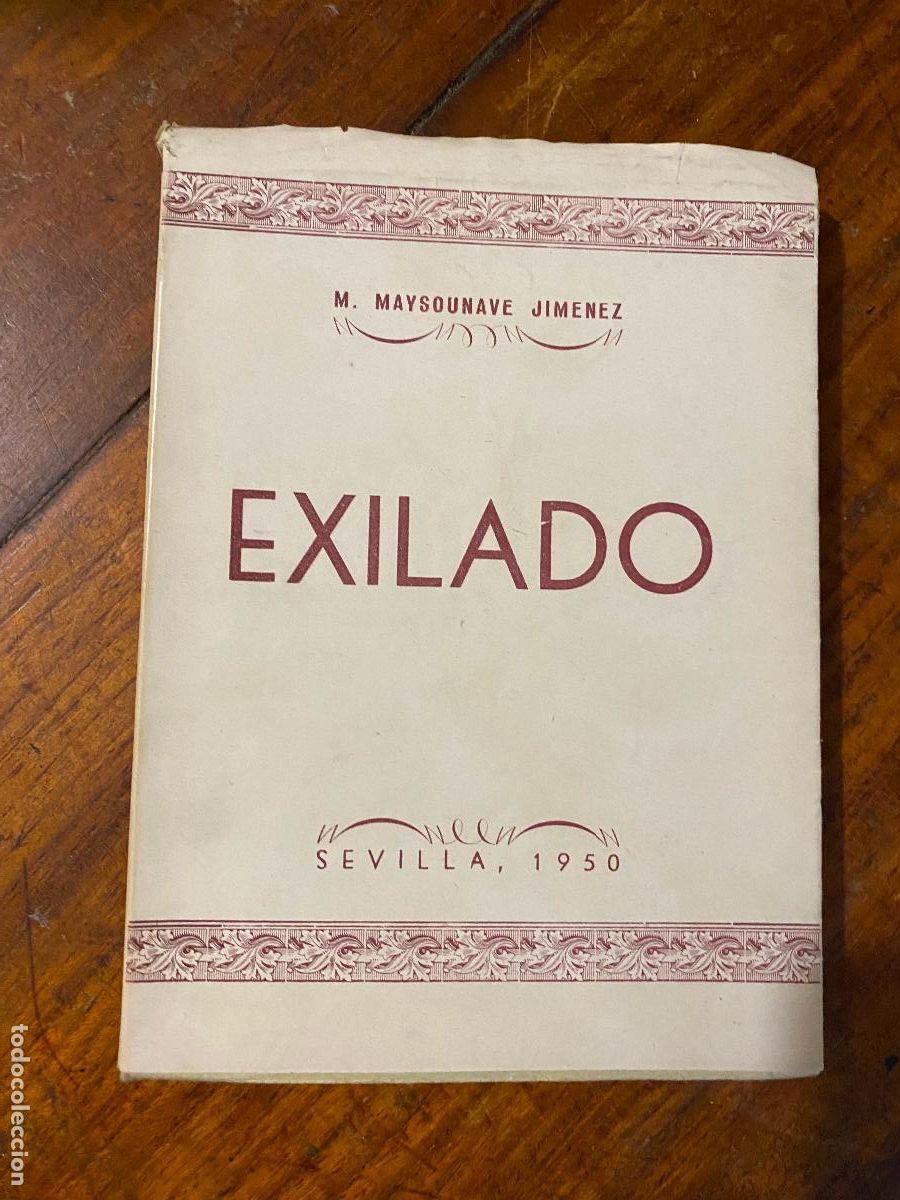 M. MAYSOUNAVE JIMENEZ
EXILADO
SEVILLA, 1950
todocoleccion